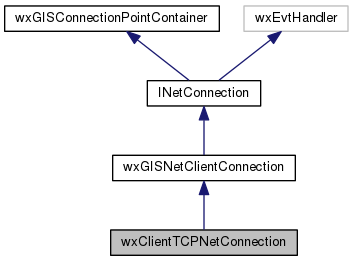 wxGISConnectionPointContainer
wxEvtHandler
INetConnection
wxGISNetClientConnection
wxClientTCPNetConnection